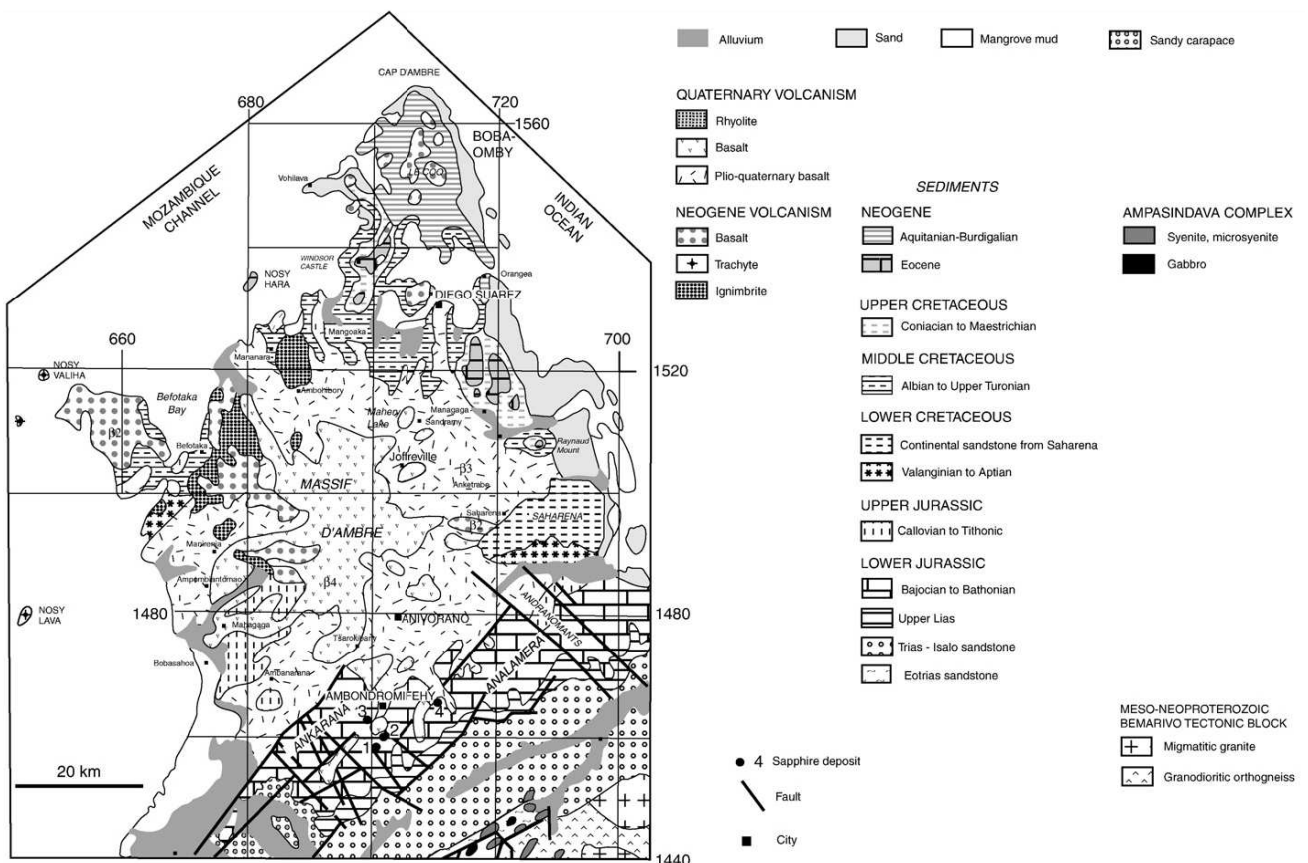 CAP D'AMBRE
680
720
1560
BOBA-
OMBY
Vohilava
MOZAMBIQUE
CHANNEL
INDIAN
OCEAN
WINDSOR
CASTLE
NOSY
HARA
Orangea
DIEGO SUAREZ
Mangoaka
660
700
Mananara
NOSY
VALIHA
1520
Ambohibory
Befotaka
Bay
Mahery
Lake
Managaga
Sandramy
β2
Befotaka
Raynaud
Mount
Joffreville
β3
MASSIF
Anketrabe
Saharena
SAHARENA
β2
D'AMBRE
Ampombiantomao
β4
ANDRANOMANTS
NOSY
LAVA
1480
1480
ANIVORANO
Mahagaga
Tsarokibany
ANALAMERA
Bobasahoa
Ambanarana
AMBONDROMIFEHY
3
4
ANKARANA
2
1
20 km
1440
Alluvium
Sand
Mangrove mud
Sandy carapace
QUATERNARY VOLCANISM
Rhyolite
Basalt
Plio-quaternary basalt
SEDIMENTS
NEOGENE VOLCANISM
Basalt
Trachyte
Ignimbrite
NEOGENE
Aquitanian-Burdigalian
Eocene
AMPASINDAVA COMPLEX
Syenite, microsyenite
Gabbro
UPPER CRETACEOUS
Coniacian to Maestrichian
MIDDLE CRETACEOUS
Albian to Upper Turonian
LOWER CRETACEOUS
Continental sandstone from Saharena
Valanginian to Aptian
UPPER JURASSIC
Callovian to Tithonic
LOWER JURASSIC
Bajocian to Bathonian
Upper Lias
Trias - Isalo sandstone
Eotrias sandstone
MESO-NEOPROTEROZOIC
BEMARIVO TECTONIC BLOCK
Migmatitic granite
Granodioritic orthogneiss
4 Sapphire deposit
Fault
City